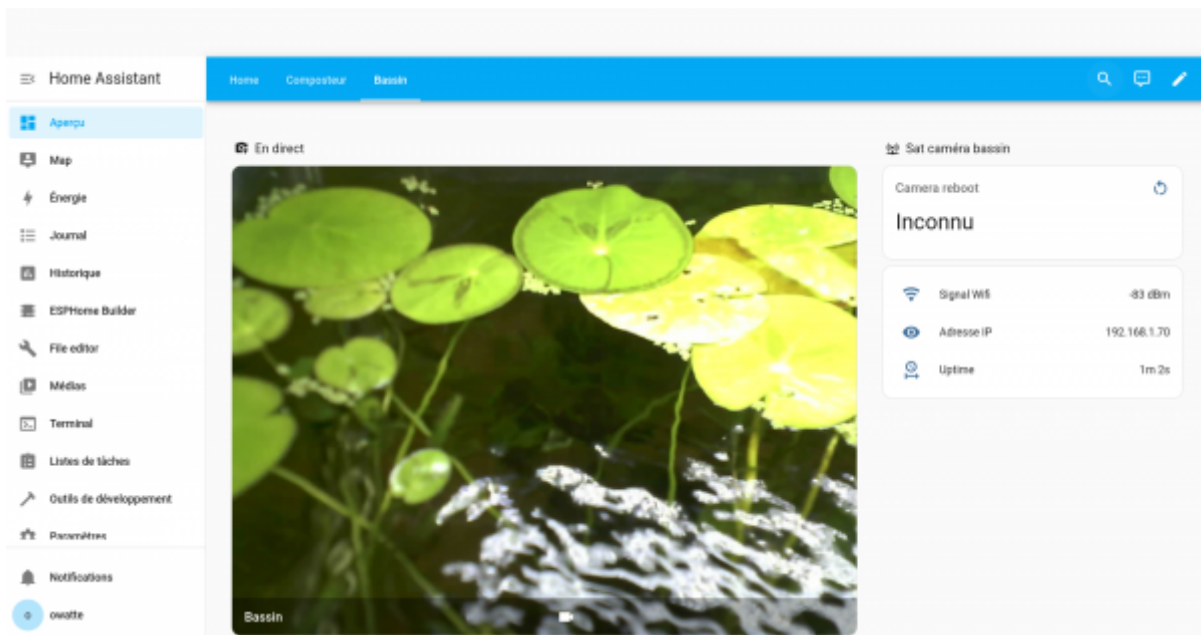 Home Assistant
Home Composteur Bassin
Aperçu
Map
Énergie
Journal
Historique
ESPHome Builder
File editor
Médias
Terminal
Listes de tâches
Outils de développement
Paramètres
Notifications
o owatte
En direct
Bassin
Sat caméra bassin
Camera reboot
Inconnu
Signal Wifi -83 dBm
Adresse IP 192.168.1.70
Uptime 1m 2s